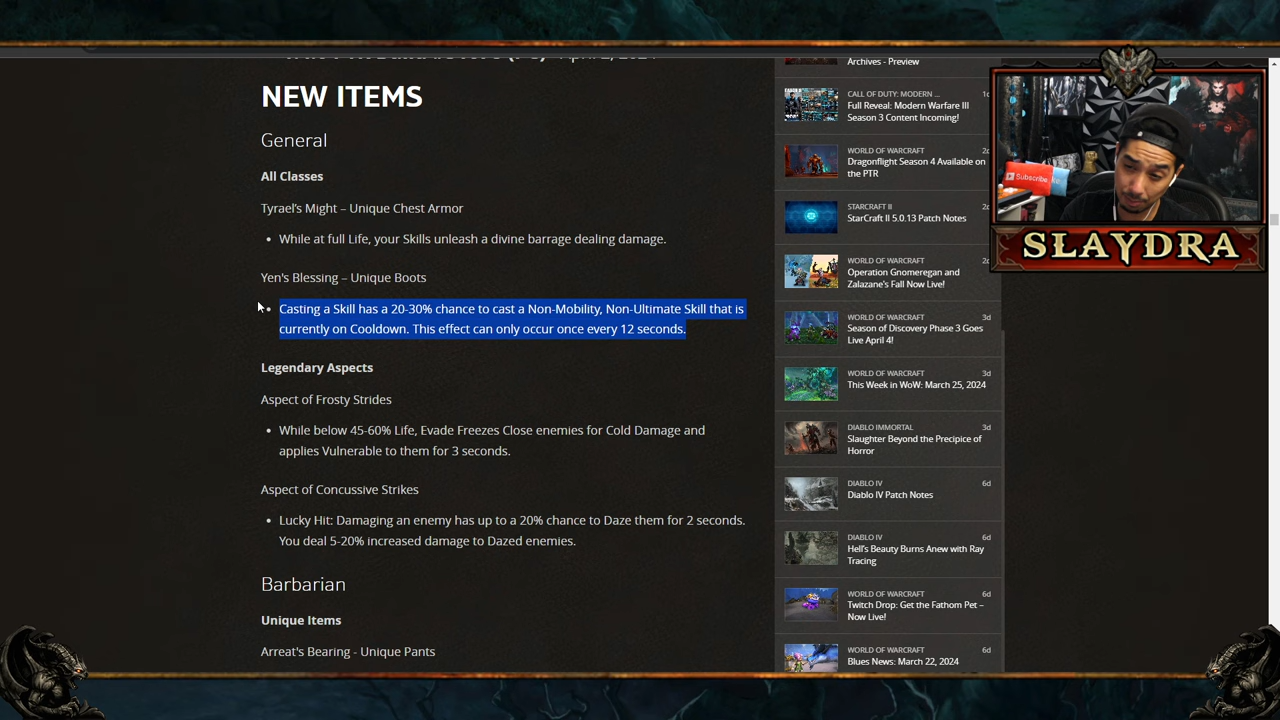 NEW ITEMS
General
All Classes
Tyrael's Might – Unique Chest Armor
• While at full Life, your Skills unleash a divine barrage dealing damage.
Yen's Blessing – Unique Boots
• Casting a Skill has a 20-30% chance to cast a Non-Mobility, Non-Ultimate Skill that is
currently on Cooldown. This effect can only occur once every 12 seconds.
Legendary Aspects
Aspect of Frosty Strides
• While below 45-60% Life, Evade Freezes Close enemies for Cold Damage and
applies Vulnerable to them for 3 seconds.
Aspect of Concussive Strikes
• Lucky Hit: Damaging an enemy has up to a 20% chance to Daze them for 2 seconds.
You deal 5-20% increased damage to Dazed enemies.
Barbarian
Unique Items
Arreat's Bearing - Unique Pants
Archives - Preview
CALL OF DUTY: MODERN ...
Full Reveal: Modern Warfare III
Season 3 Content Incoming!
WORLD OF WARCRAFT
Dragonflight Season 4 Available on
the PTR
STARCRAFT II
StarCraft II 5.0.13 Patch Notes
WORLD OF WARCRAFT
Operation Gnomeregan and
Zalazane's Fall Now Live!
WORLD OF WARCRAFT 3d
Season of Discovery Phase 3 Goes
Live April 4!
WORLD OF WARCRAFT 3d
This Week in WoW: March 25, 2024
DIABLO IMMORTAL 3d
Slaughter Beyond the Precipice of
Horror
DIABLO IV 6d
Diablo IV Patch Notes
DIABLO IV 6d
Hell's Beauty Burns Anew with Ray
Tracing
WORLD OF WARCRAFT 6d
Twitch Drop: Get the Fathom Pet –
Now Live!
WORLD OF WARCRAFT 6d
Blues News: March 22, 2024
Subscribe
SLAYDRA